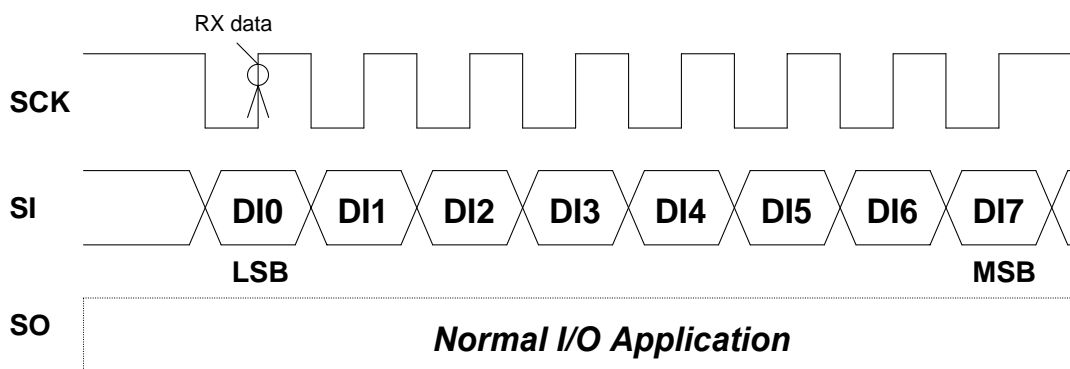 RX data
SCK
SI DI0 DI1 DI2 DI3 DI4 DI5 DI6 DI7
LSB MSB
SO Normal I/O Application